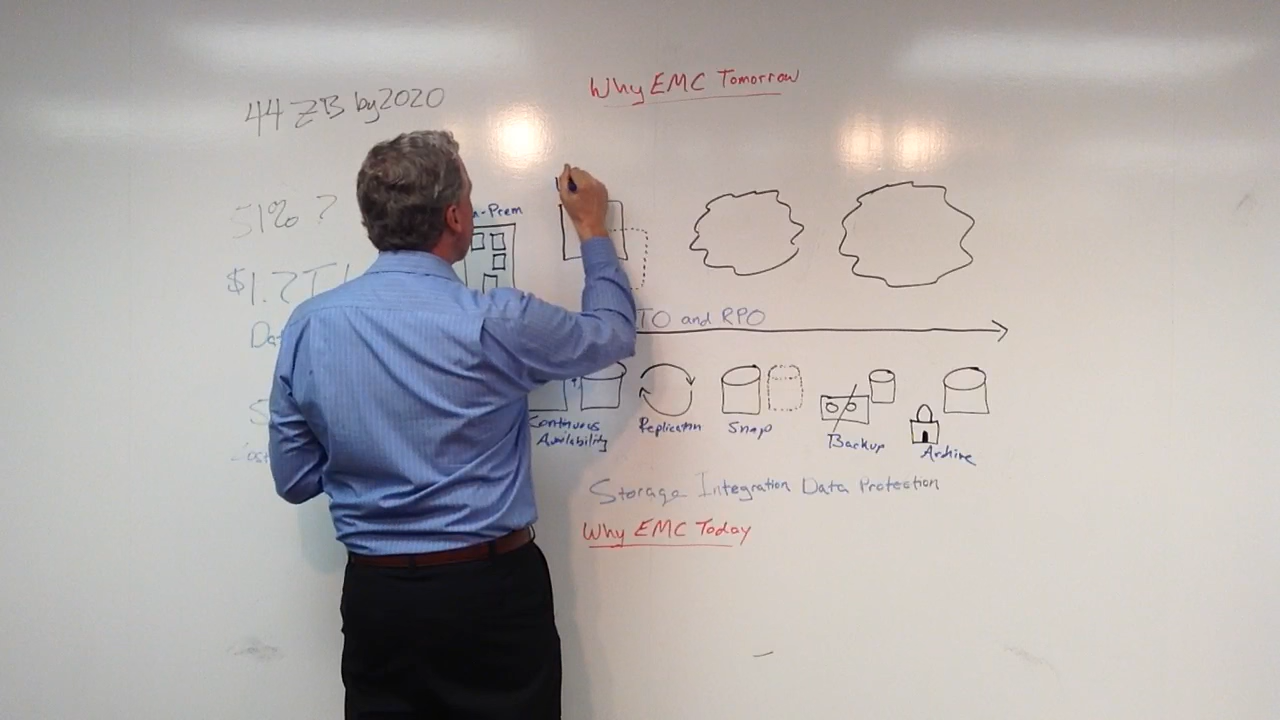 Why EMC Tomorrow
44 ZB by 2020
51% ?
-Prem
$1.7T
TO and RPO
Continuous
Availability
Replication
Snap
Backup
Archive
Storage Integration Data Protection
Why EMC Today